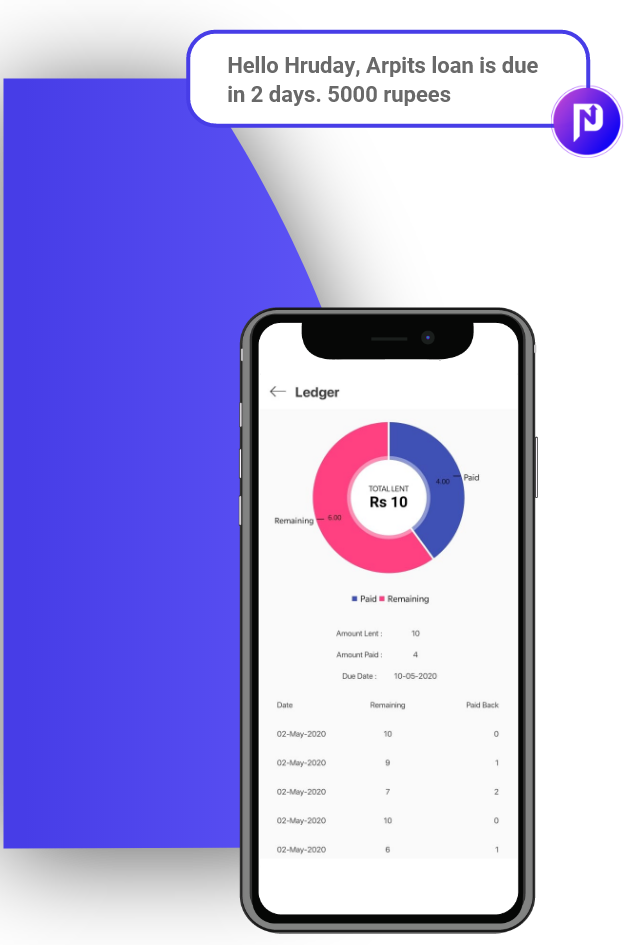 Hello Hruday, Arpits loan is due
in 2 days. 5000 rupees
Ledger
TOTAL LENT
Rs 10
4.00 Paid
Remaining 6.00
Paid Remaining
Amount Lent : 10
Amount Paid : 4
Due Date : 10-05-2020
Date Remaining Paid Back
02-May-2020 10 0
02-May-2020 9 1
02-May-2020 7 2
02-May-2020 10 0
02-May-2020 6 1